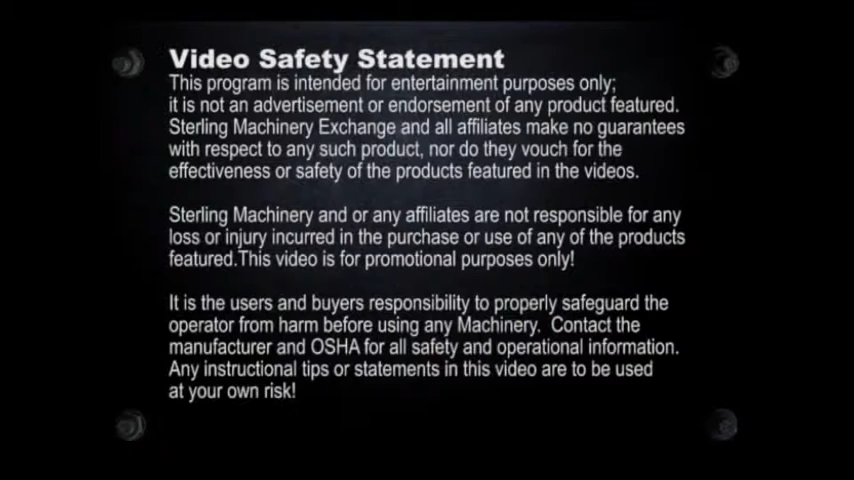 Video Safety Statement
This program is intended for entertainment purposes only;
it is not an advertisement or endorsement of any product featured.
Sterling Machinery Exchange and all affiliates make no guarantees
with respect to any such product, nor do they vouch for the
effectiveness or safety of the products featured in the videos.
Sterling Machinery and or any affiliates are not responsible for any
loss or injury incurred in the purchase or use of any of the products
featured.This video is for promotional purposes only!
It is the users and buyers responsibility to properly safeguard the
operator from harm before using any Machinery.  Contact the
manufacturer and OSHA for all safety and operational information.
Any instructional tips or statements in this video are to be used
at your own risk!